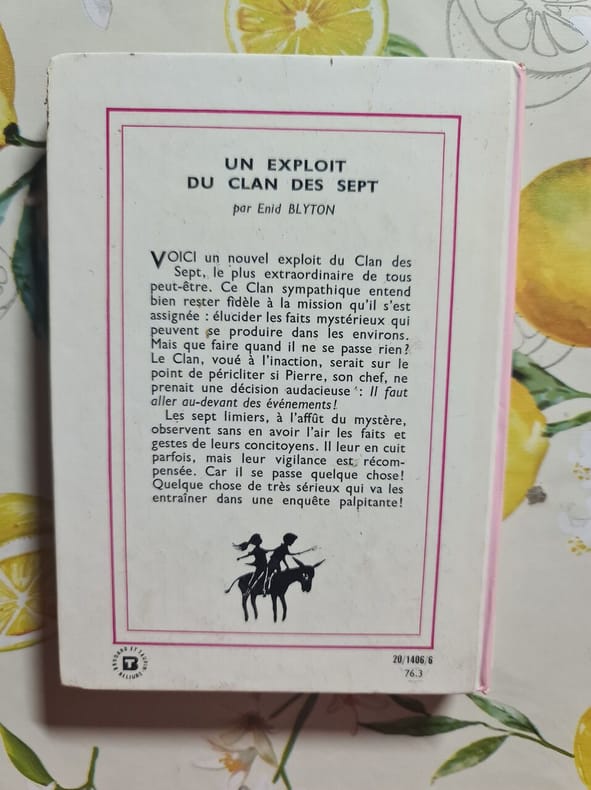 UN EXPLOIT
DU CLAN DES SEPT
par Enid BLYTON
VOICI un nouvel exploit du Clan des
Sept, le plus extraordinaire de tous
peut-être. Ce Clan sympathique entend
bien rester fidèle à la mission qu'il s'est
assignée : élucider les faits mystérieux qui
peuvent se produire dans les environs.
Mais que faire quand il ne se passe rien?
Le Clan, voué à l'inaction, serait sur le
point de péricliter si Pierre, son chef, ne
prenait une décision audacieuse : Il faut
aller au-devant des événements!
Les sept limiers, à l'affût du mystère,
observent sans en avoir l'air les faits et
gestes de leurs concitoyens. Il leur en cuit
parfois, mais leur vigilance est récom-
pensée. Car il se passe quelque chose!
Quelque chose de très sérieux qui va les
entraîner dans une enquête palpitante!
BRODARD ET TAUPIN
RELIURE
20/1406/6
76.3